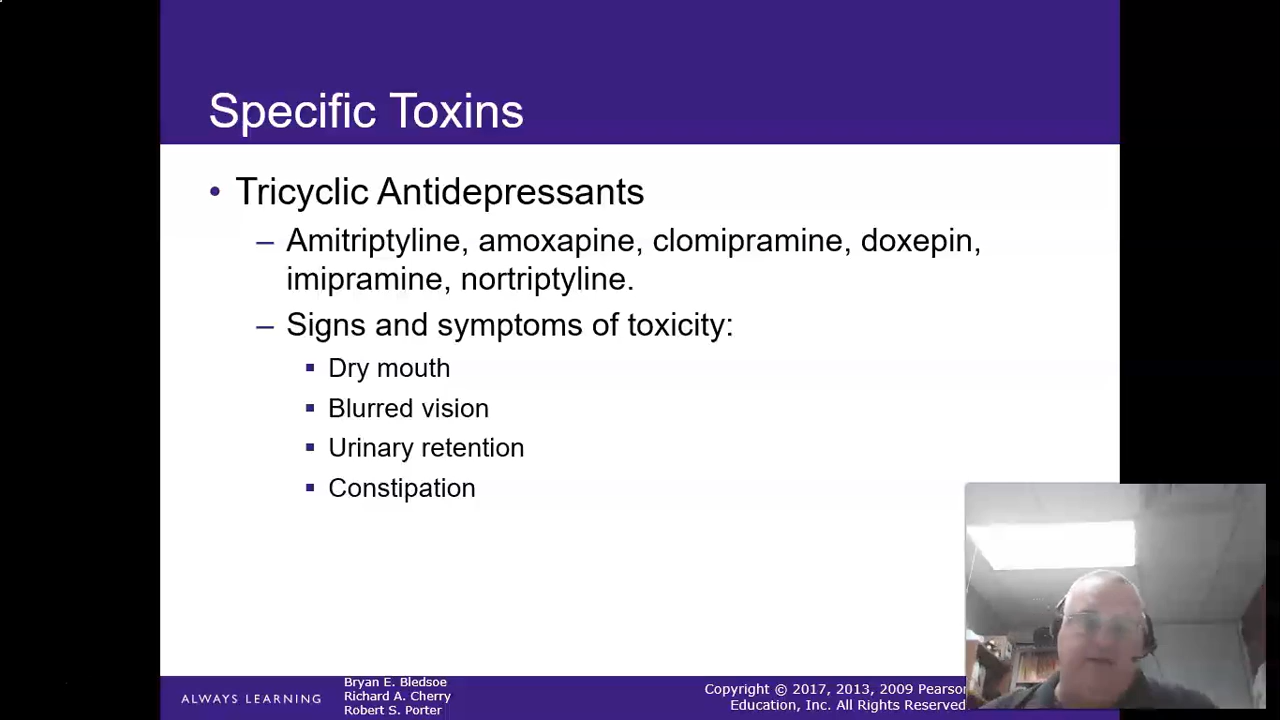 Specific Toxins
• Tricyclic Antidepressants
– Amitriptyline, amoxapine, clomipramine, doxepin,
imipramine, nortriptyline.
– Signs and symptoms of toxicity:
▪ Dry mouth
▪ Blurred vision
▪ Urinary retention
▪ Constipation
ALWAYS LEARNING
Bryan E. Bledsoe
Richard A. Cherry
Robert S. Porter
Copyright © 2017, 2013, 2009 Pearson
Education, Inc. All Rights Reserved